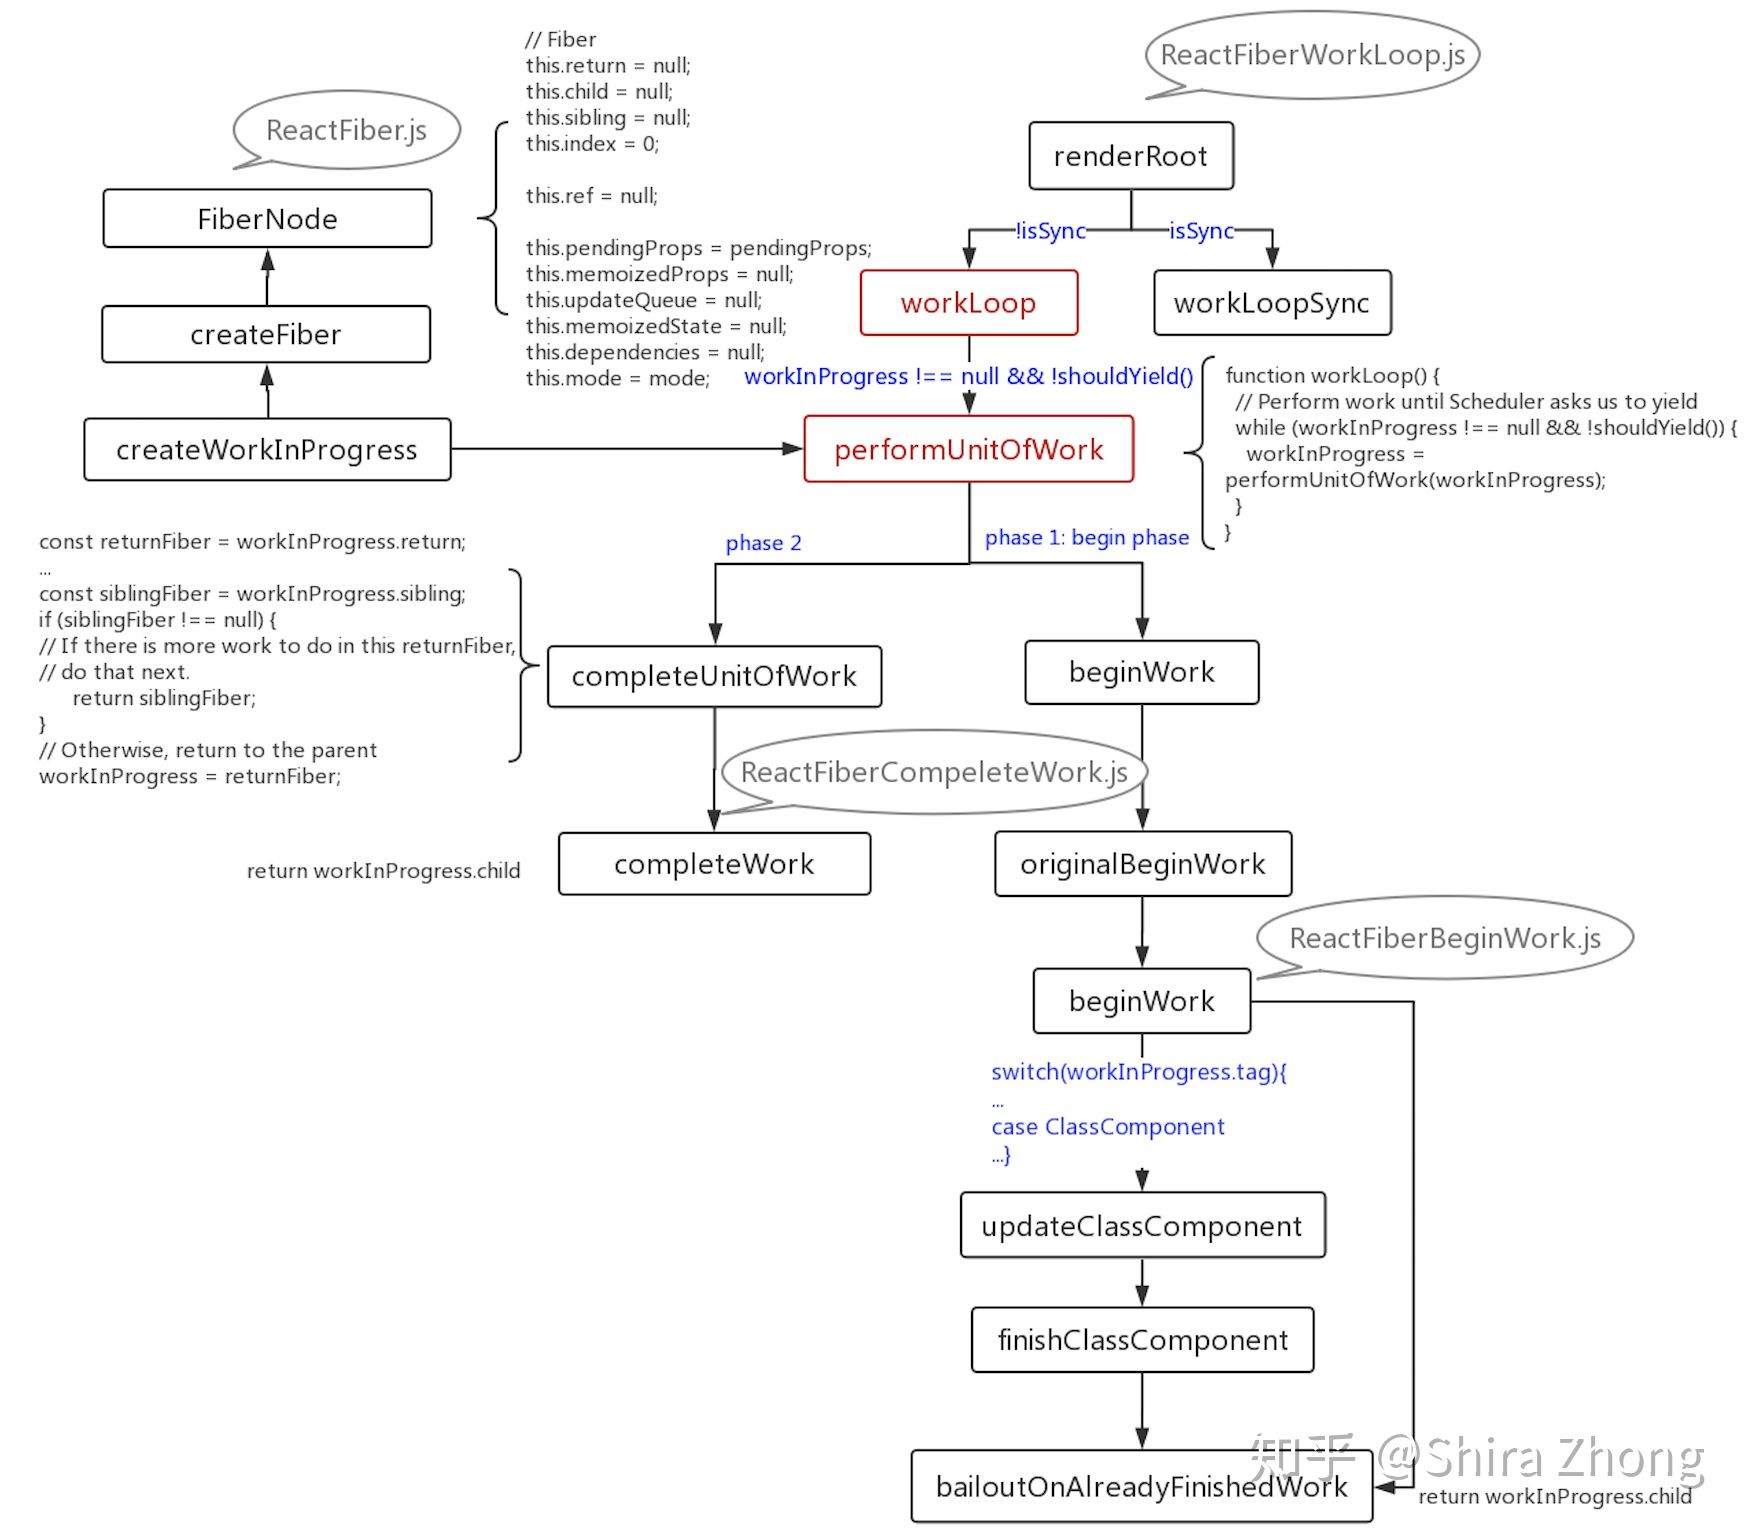 // Fiber
this.return = null;
this.child = null;
this.sibling = null;
this.index = 0;
this.ref = null;
this.pendingProps = pendingProps;
this.memoizedProps = null;
this.updateQueue = null;
this.memoizedState = null;
this.dependencies = null;
this.mode = mode;
ReactFiber.js
FiberNode
createFiber
createWorkInProgress
ReactFiberWorkLoop.js
renderRoot
!isSync
isSync
workLoop
workLoopSync
workInProgress !== null && !shouldYield()
performUnitOfWork
function workLoop() {
// Perform work until Scheduler asks us to yield
while (workInProgress !== null && !shouldYield()) {
workInProgress =
performUnitOfWork(workInProgress);
}
}
phase 2
phase 1: begin phase
const returnFiber = workInProgress.return;
...
const siblingFiber = workInProgress.sibling;
if (siblingFiber !== null) {
// If there is more work to do in this returnFiber,
// do that next.
return siblingFiber;
}
// Otherwise, return to the parent
workInProgress = returnFiber;
completeUnitOfWork
beginWork
ReactFiberCompeleteWork.js
return workInProgress.child
completeWork
originalBeginWork
ReactFiberBeginWork.js
beginWork
switch(workInProgress.tag){
...
case ClassComponent
...}
updateClassComponent
finishClassComponent
bailoutOnAlreadyFinishedWork
return workInProgress.child
知乎 @Shira Zhong